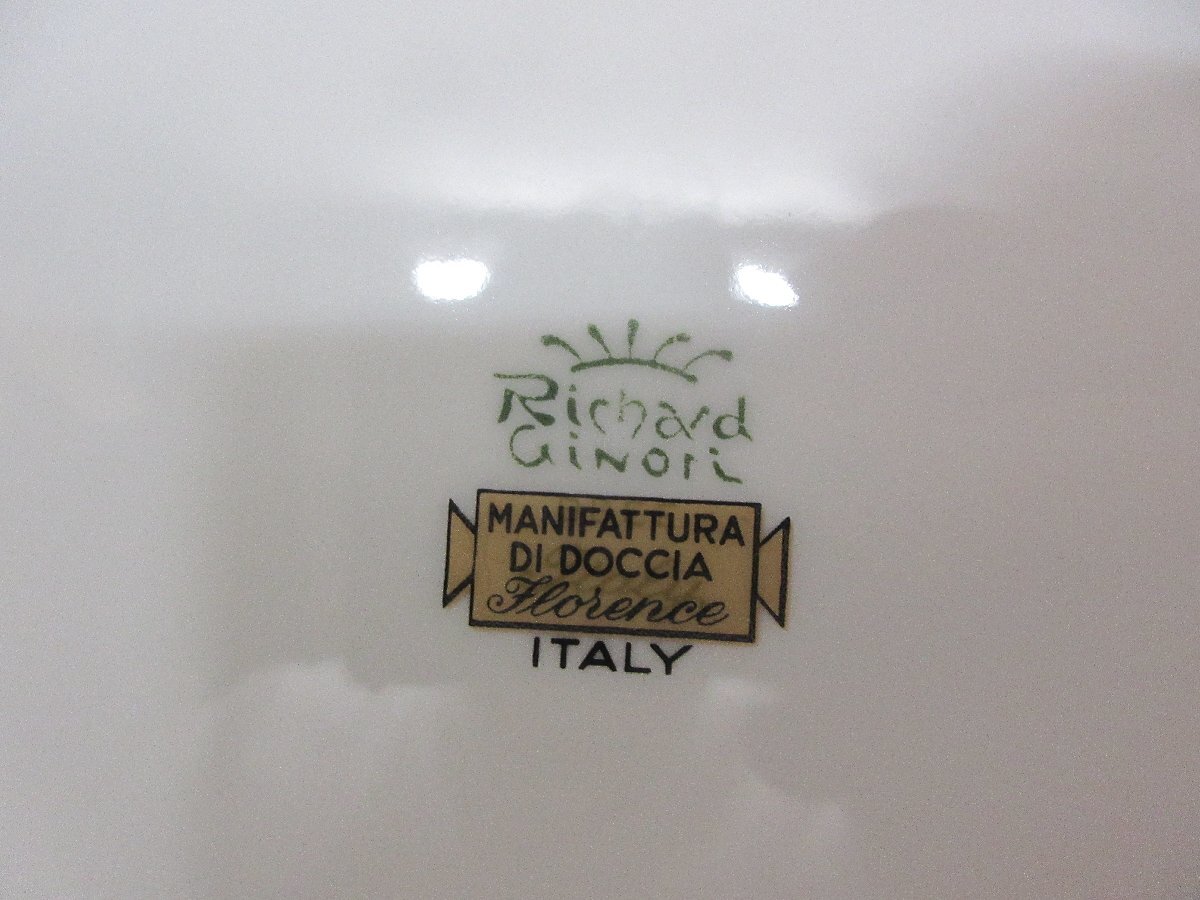 Richard
Ginori
MANIFATTURA
DI DOCCIA
Florence
ITALY